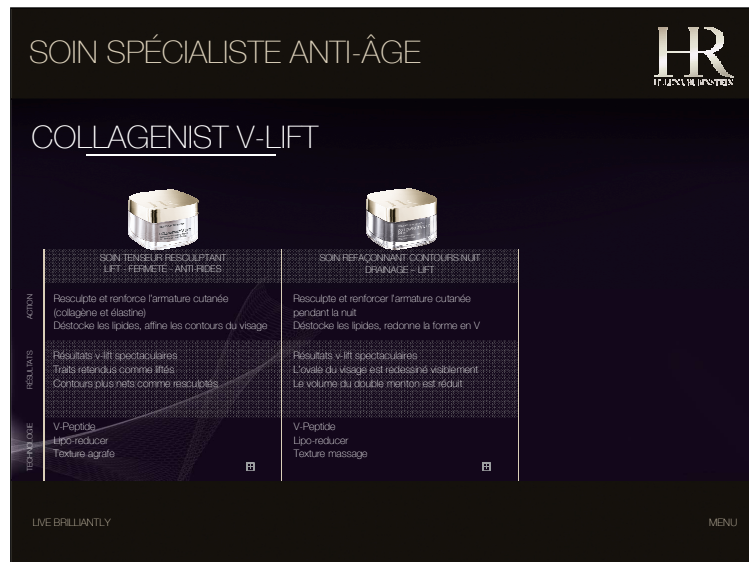 SOIN SPÉCIALISTE ANTI-ÂGE
HR
HELENA RUBINSTEIN
COLLAGENIST V-LIFT
SOIN TENSEUR RESCULPTANT
LIFT - FERMETÉ - ANTI-RIDES
SOIN REFAÇONNANT CONTOURS NUIT
DRAINAGE – LIFT
ACTION
Resculpte et renforce l'armature cutanée
(collagène et élastine)
Déstocke les lipides, affine les contours du visage
Resculpte et renforcer l'armature cutanée
pendant la nuit
Déstocke les lipides, redonne la forme en V
RÉSULTATS
Résultats v-lift spectaculaires
Traits retendus comme liftés
Contours plus nets comme resculptés
Résultats v-lift spectaculaires
L'ovale du visage est redessiné visiblement
Le volume du double menton est réduit
TECHNOLOGIE
V-Peptide
Lipo-reducer
Texture agrafe
V-Peptide
Lipo-reducer
Texture massage
LIVE BRILLIANTLY
MENU